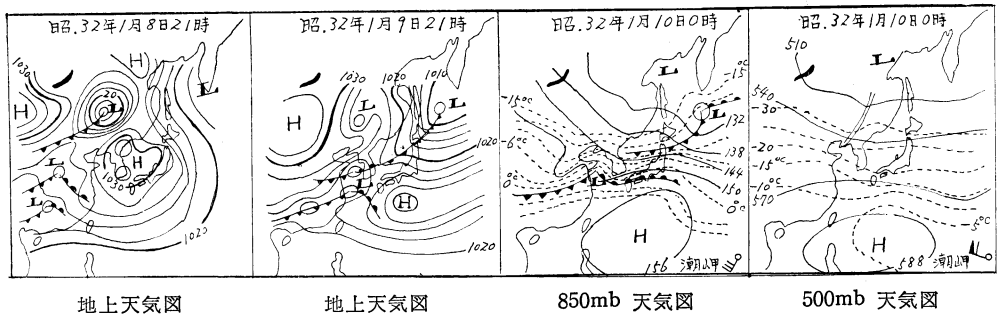 昭.32年1月8日21時
H
1030
H
20
L
L
L
L
H
1030
1020
地上天気図
昭.32年1月9日21時
1030
1020
1010
H
L
L
L
H
1020
1020
地上天気図
昭.32年1月10日0時
L
-15°C
-15°C
-6°C
0°C
L
132
138
144
150
0°C
L
H
156
潮岬
850mb 天気図
昭.32年1月10日0時
510
L
540
-30
-20
-15°C
-10°C
570
-5°C
H
588
潮岬
500mb 天気図